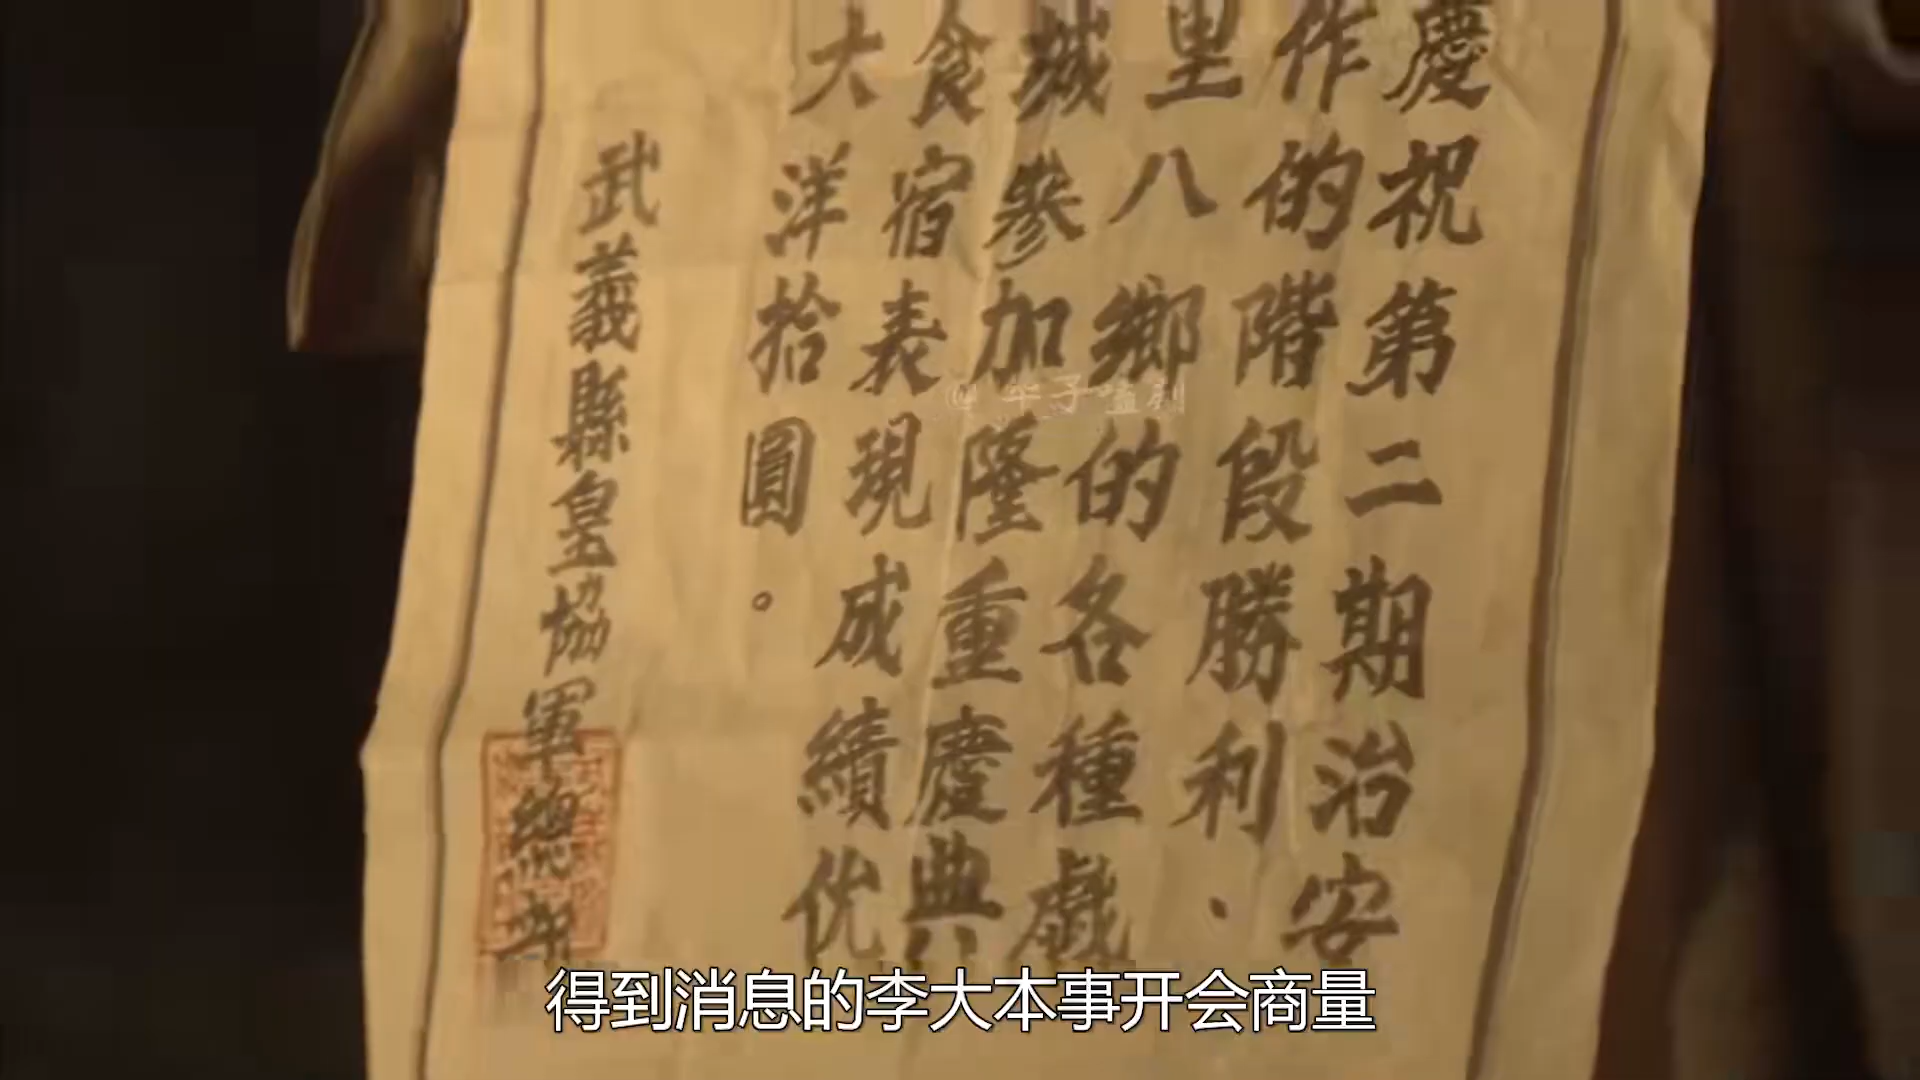 慶祝第二期治安
作的階段勝利．
里八鄉的各種戲
城參加隆重慶典
食宿表現成績优
大洋拾圓。
武義縣皇協軍總部
得到消息的李大本事开会商量